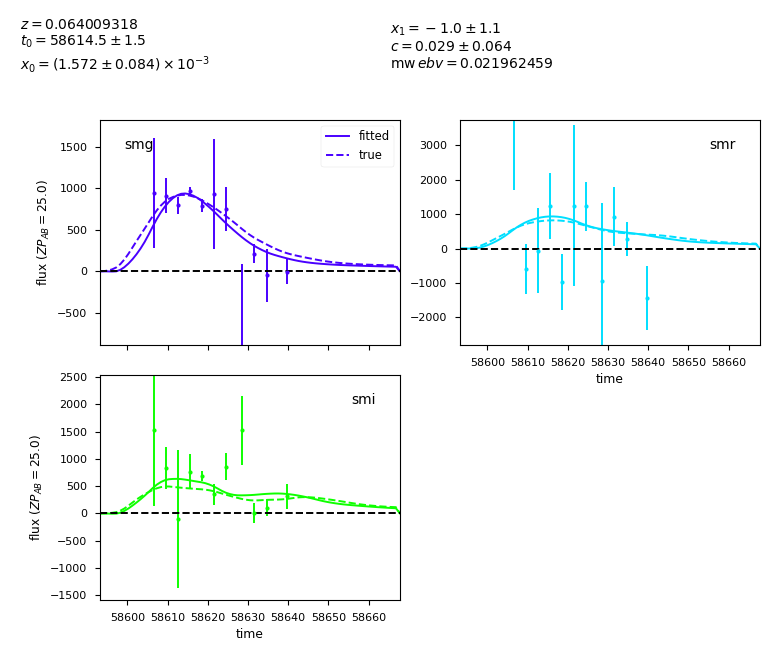 z = 0.064009318
t0 = 58614.5 ± 1.5
x0 = (1.572 ± 0.084) × 10^−3
x1 = −1.0 ± 1.1
c = 0.029 ± 0.064
mw ebv = 0.021962459
smg
fitted
true
1500
1000
500
0
−500
flux (ZP_AB = 25.0)
smr
3000
2000
1000
0
−1000
−2000
58600 58610 58620 58630 58640 58650 58660
time
smi
2500
2000
1500
1000
500
0
−500
−1000
−1500
flux (ZP_AB = 25.0)
58600 58610 58620 58630 58640 58650 58660
time